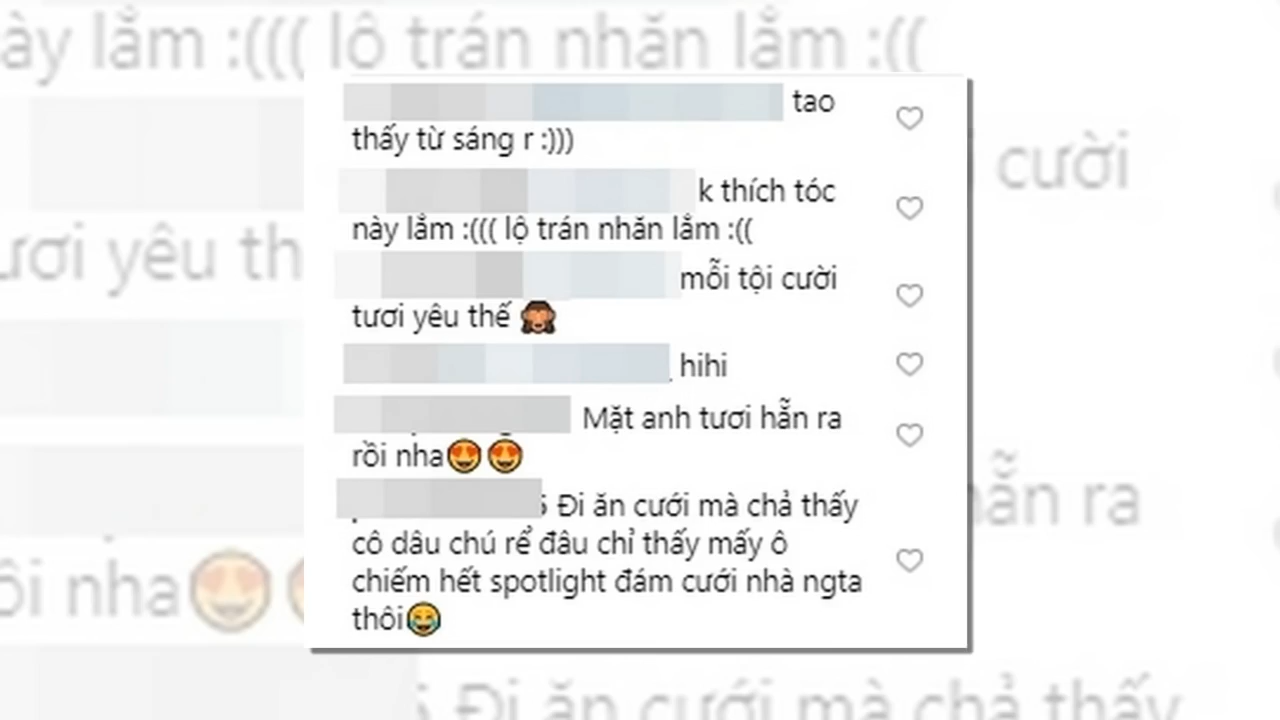 ày lắm :((( lộ trán nhăn lắm :((
tao
thấy từ sáng r :)))
k thích tóc
này lắm :((( lộ trán nhăn lắm :((
mỗi tội cười
tươi yêu thế 🙈
hihi
Mặt anh tươi hẵn ra
rồi nha😍😍
Đi ăn cưới mà chả thấy
cô dâu chú rể đâu chỉ thấy mấy ô
chiếm hết spotlight đám cưới nhà ngta
thôi😂
cười
ươi yêu th
hẵn ra
ồi nha😍
Đi ăn cưới mà chả thấy